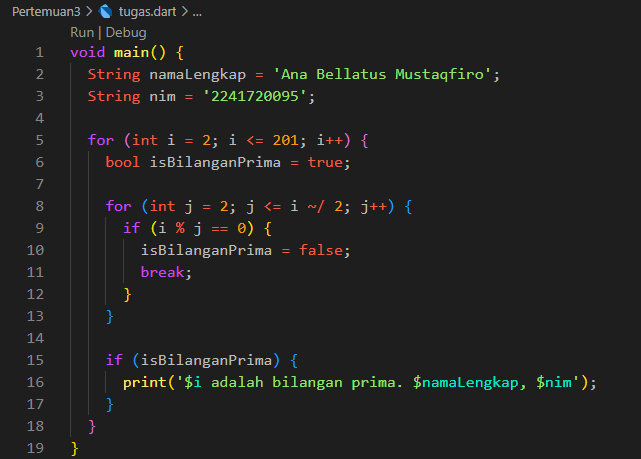 Pertemuan3 > tugas.dart > ...
Run | Debug
1 void main() {
2   String namaLengkap = 'Ana Bellatus Mustaqfiro';
3   String nim = '2241720095';
4
5   for (int i = 2; i <= 201; i++) {
6     bool isBilanganPrima = true;
7
8     for (int j = 2; j <= i ~/ 2; j++) {
9       if (i % j == 0) {
10         isBilanganPrima = false;
11         break;
12       }
13     }
14
15     if (isBilanganPrima) {
16       print('$i adalah bilangan prima. $namaLengkap, $nim');
17     }
18   }
19 }